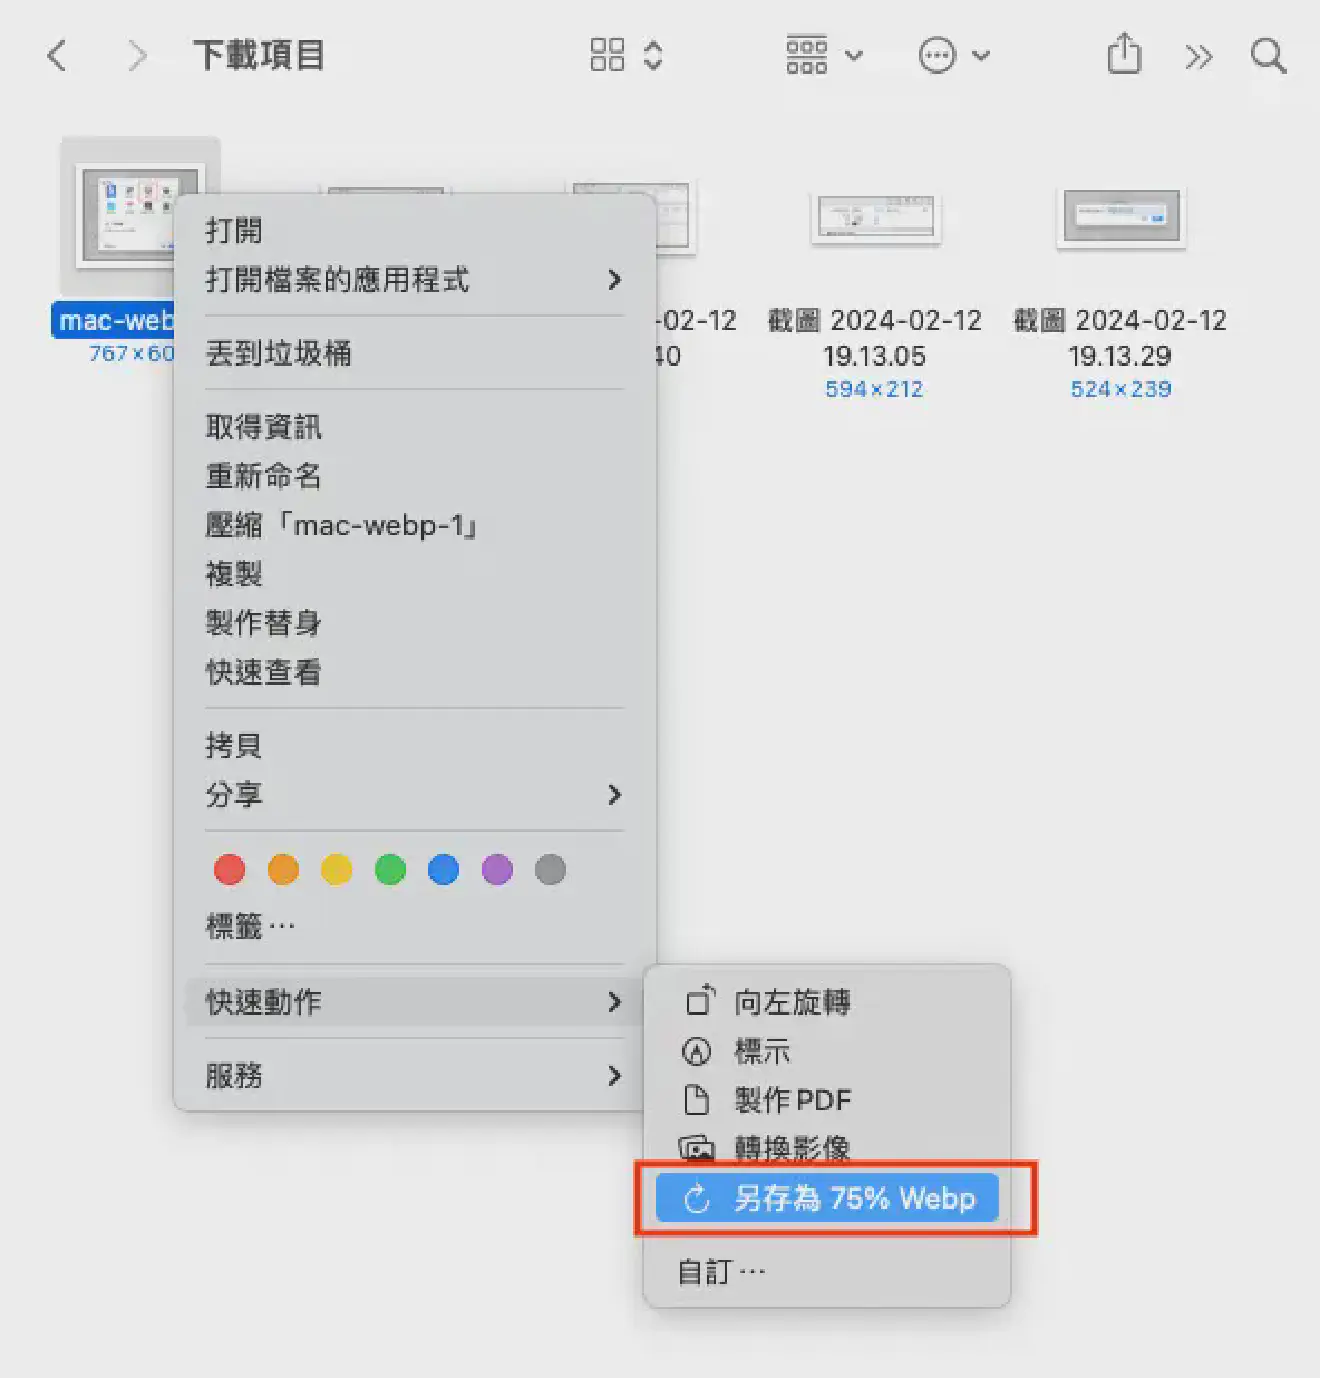 下載項目
mac-web
767×60
-02-12
40
截圖 2024-02-12
19.13.05
594×212
截圖 2024-02-12
19.13.29
524×239
打開
打開檔案的應用程式
丟到垃圾桶
取得資訊
重新命名
壓縮「mac-webp-1」
複製
製作替身
快速查看
拷貝
分享
標籤⋯
快速動作
服務
向左旋轉
標示
製作 PDF
轉換影像
另存為 75% Webp
自訂⋯